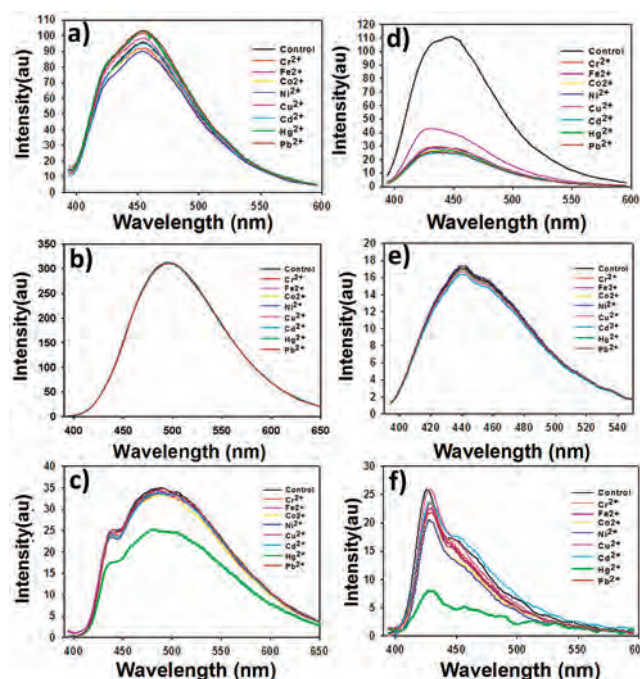 a)
Intensity(au)
110
100
90
80
70
60
50
40
30
20
10
0
400 450 500 550 600
Wavelength (nm)
Control
Cr2+
Fe2+
Co2+
Ni2+
Cu2+
Cd2+
Hg2+
Pb2+
d)
Intensity(au)
120
110
100
90
80
70
60
50
40
30
20
10
0
400 450 500 550 600
Wavelength (nm)
Control
Cr2+
Fe2+
Co2+
Ni2+
Cu2+
Cd2+
Hg2+
Pb2+
b)
Intensity(au)
350
300
250
200
150
100
50
0
400 450 500 550 600 650
Wavelength (nm)
Control
Cr2+
Fe2+
Co2+
Ni2+
Cu2+
Cd2+
Hg2+
Pb2+
e)
Intensity(au)
18
16
14
12
10
8
6
4
2
0
400 420 440 460 480 500 520 540
Wavelength (nm)
Control
Cr2+
Fe2+
Co2+
Ni2+
Cu2+
Cd2+
Hg2+
Pb2+
c)
Intensity(au)
40
35
30
25
20
15
10
5
0
400 450 500 550 600 650
Wavelength (nm)
Control
Cr2+
Fe2+
Co2+
Ni2+
Cu2+
Cd2+
Hg2+
Pb2+
f)
Intensity(au)
30
25
20
15
10
5
0
400 450 500 550 600
Wavelength (nm)
Control
Cr2+
Fe2+
Co2+
Ni2+
Cu2+
Cd2+
Hg2+
Pb2+